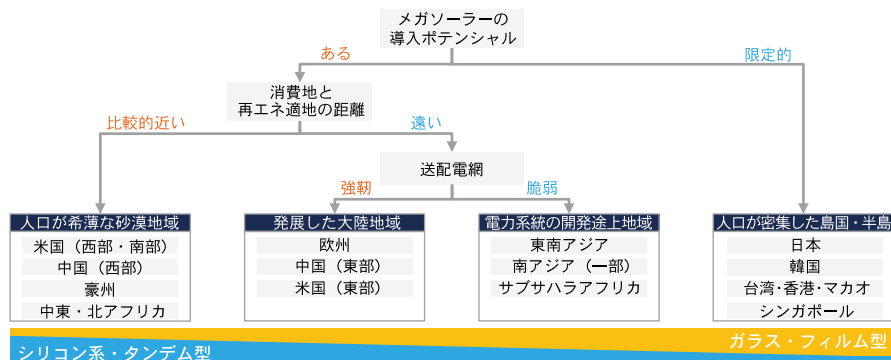 メガソーラーの
導入ポテンシャル
ある
限定的
消費地と
再エネ適地の距離
比較的近い
遠い
送配電網
強靭
脆弱
人口が希薄な砂漠地域
米国（西部・南部）
中国（西部）
豪州
中東・北アフリカ
発展した大陸地域
欧州
中国（東部）
米国（東部）
電力系統の開発途上地域
東南アジア
南アジア（一部）
サブサハラアフリカ
人口が密集した島国・半島
日本
韓国
台湾・香港・マカオ
シンガポール
ガラス・フィルム型
シリコン系・タンデム型